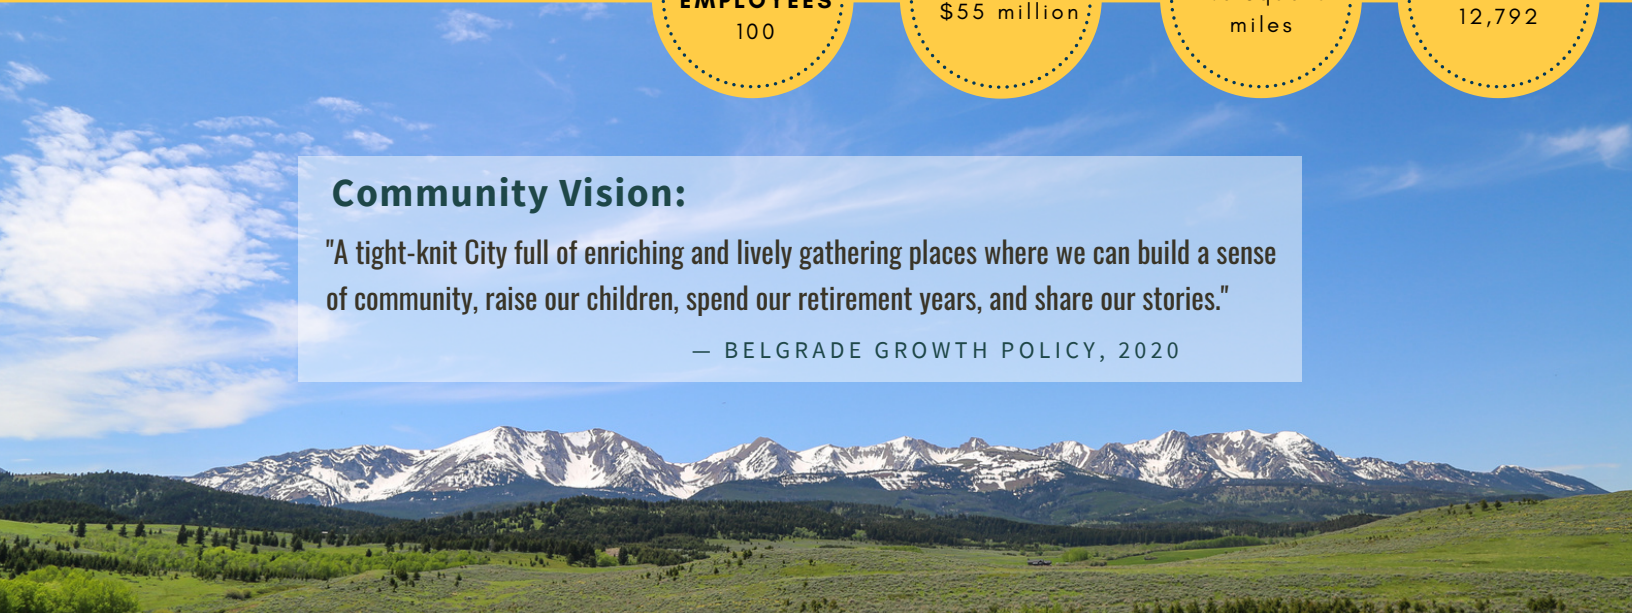 EMPLOYEES
100
$55 million
miles
12,792
Community Vision:
"A tight-knit City full of enriching and lively gathering places where we can build a sense
of community, raise our children, spend our retirement years, and share our stories."
— BELGRADE GROWTH POLICY, 2020